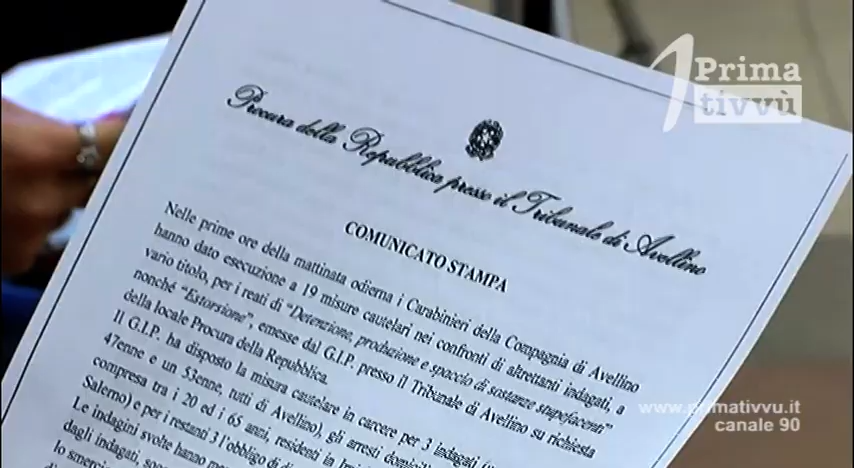 Prima
tivvù
Procura della Repubblica presso il Tribunale di Avellino
COMUNICATO STAMPA
Nelle prime ore della mattinata odierna i Carabinieri della Compagnia di Avellino
hanno dato esecuzione a 19 misure cautelari nei confronti di altrettanti indagati, a
vario titolo, per i reati di "Detenzione, produzione e spaccio di sostanze stupefacenti"
nonché "Estorsione", emesse dal G.I.P. presso il Tribunale di Avellino su richiesta
della locale Procura della Repubblica.
Il G.I.P. ha disposto la misura cautelare in carcere per 3 indagati
47enne e un 53enne, tutti di Avellino), gli arresti
compresa tra i 20 ed i 65 anni, residenti in
Salerno) e per i restanti 3 l'obbligo di
Le indagini svolte hanno
dagli indagati,
lo
www.primativvu.it
canale 90